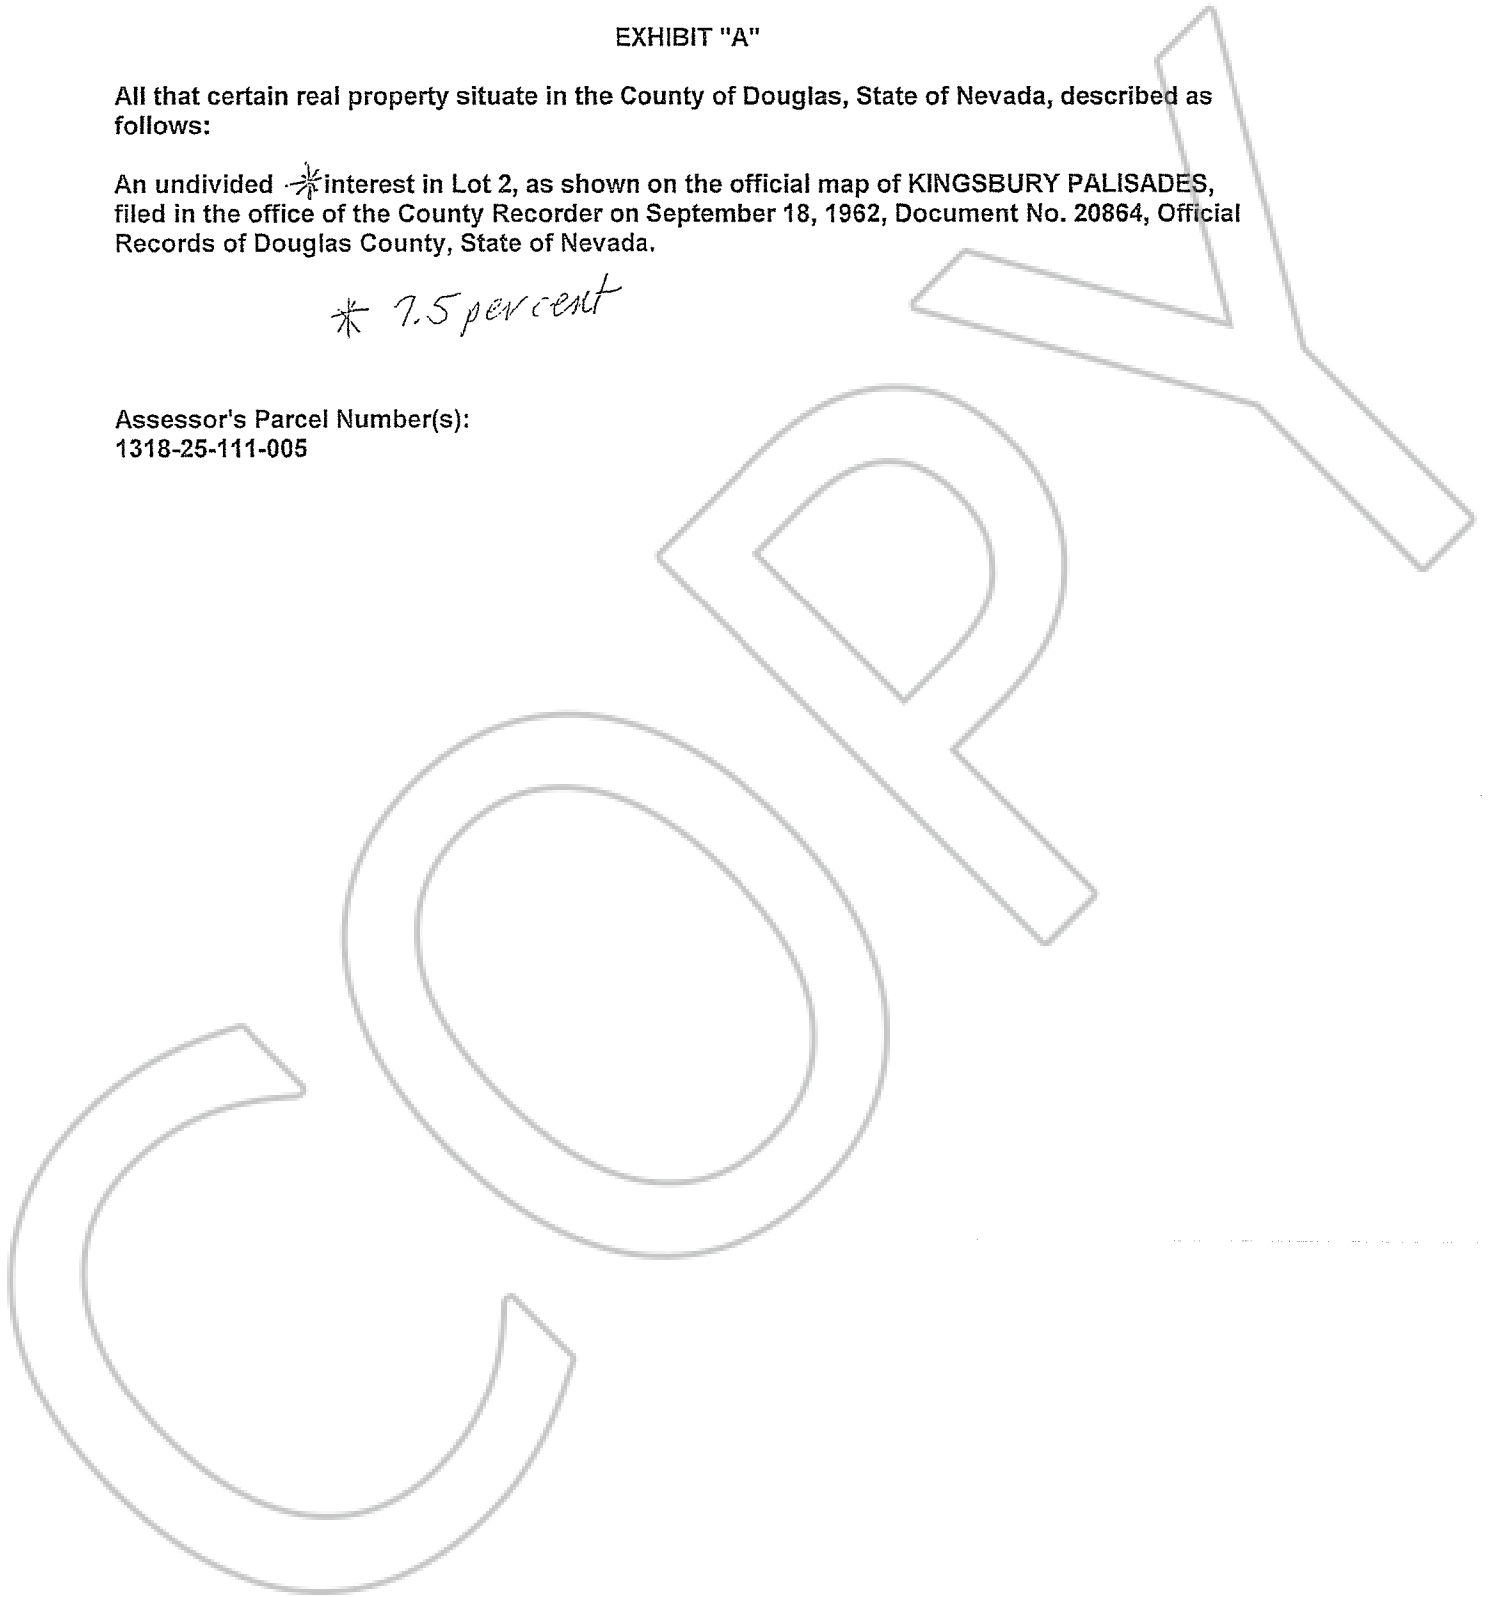 EXHIBIT "A"
All that certain real property situate in the County of Douglas, State of Nevada, described as
follows:
An undivided *interest in Lot 2, as shown on the official map of KINGSBURY PALISADES,
filed in the office of the County Recorder on September 18, 1962, Document No. 20864, Official
Records of Douglas County, State of Nevada.
* 7.5 percent
Assessor's Parcel Number(s):
1318-25-111-005
COPY